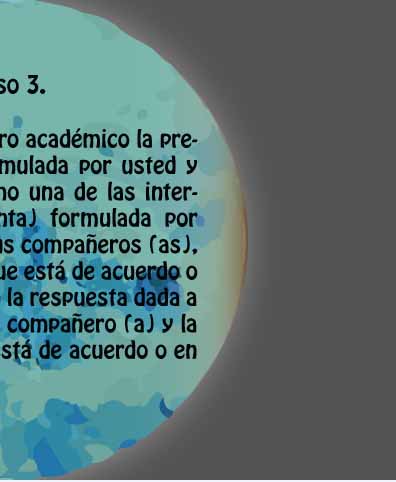 so 3.
ro académico la pre-
mulada por usted y
no una de las inter-
nta) formulada por
us compañeros (as),
ue está de acuerdo o
la respuesta dada a
compañero (a) y la
stá de acuerdo o en